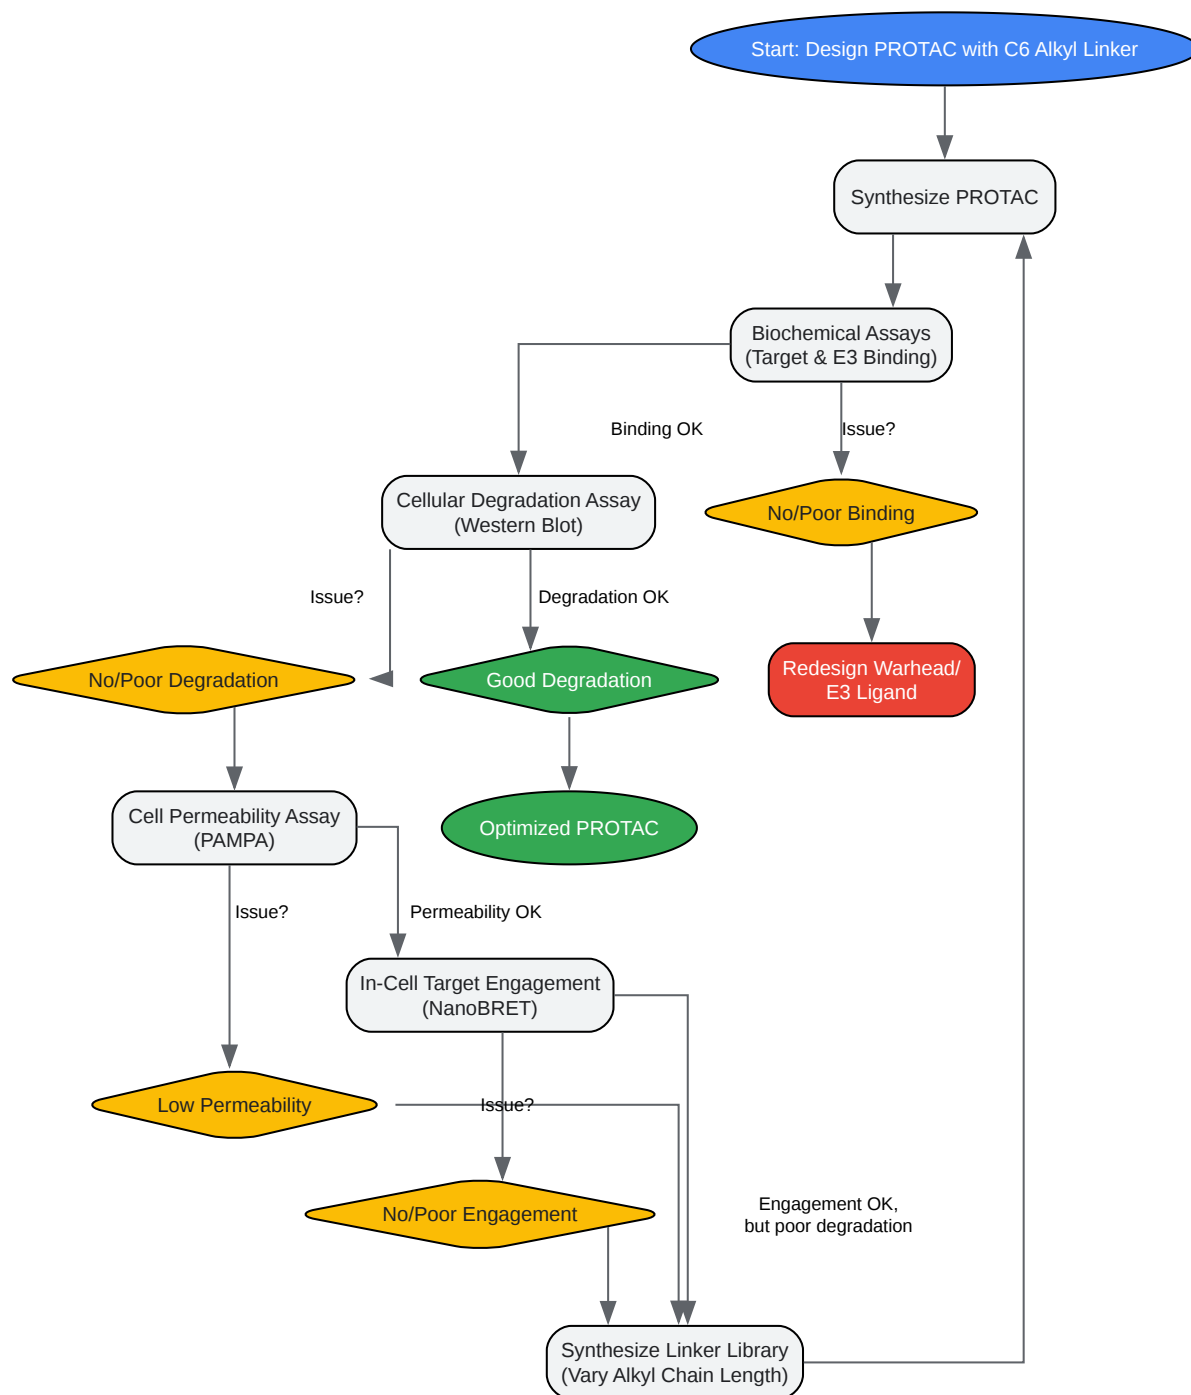 Start: Design PROTAC with C6 Alkyl Linker
Synthesize PROTAC
Biochemical Assays
(Target & E3 Binding)
Binding OK
Issue?
Cellular Degradation Assay
(Western Blot)
No/Poor Binding
Issue?
Degradation OK
No/Poor Degradation
Good Degradation
Redesign Warhead/
E3 Ligand
Cell Permeability Assay
(PAMPA)
Optimized PROTAC
Issue?
Permeability OK
In-Cell Target Engagement
(NanoBRET)
Low Permeability
Issue?
No/Poor Engagement
Engagement OK,
but poor degradation
Synthesize Linker Library
(Vary Alkyl Chain Length)